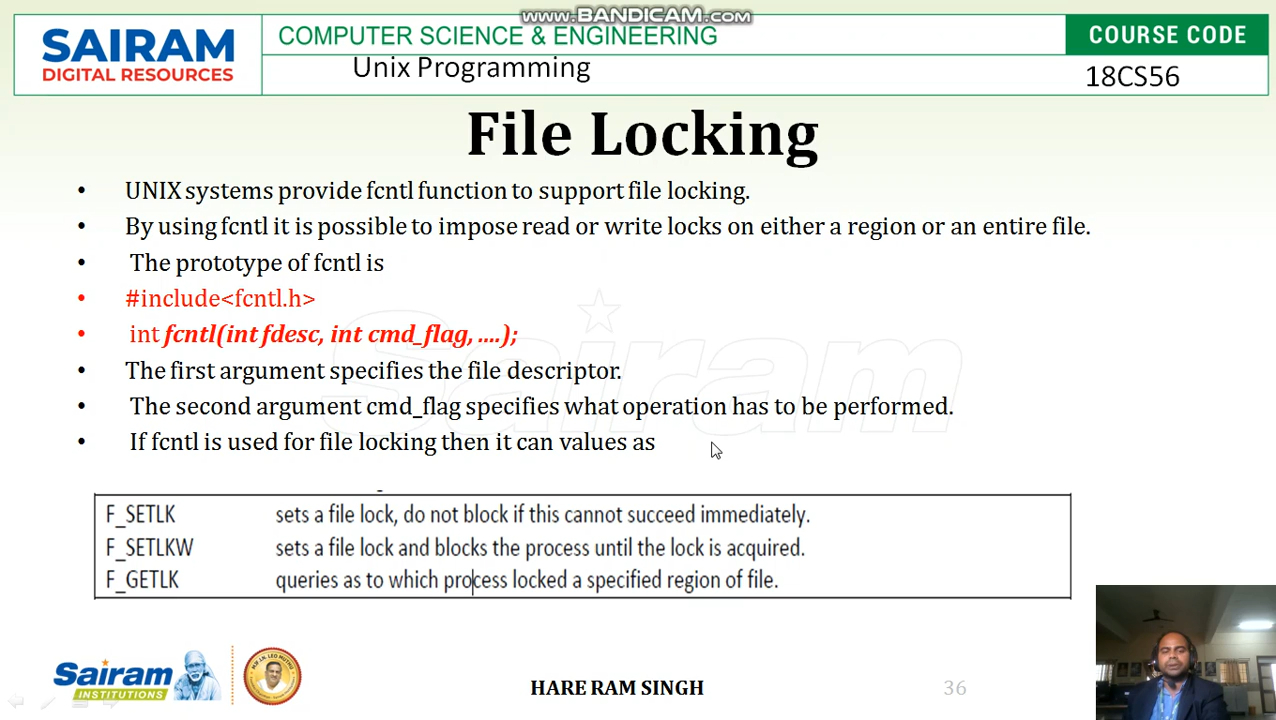 www.BANDICAM.com
SAIRAM
DIGITAL RESOURCES
COMPUTER SCIENCE & ENGINEERING
COURSE CODE
Unix Programming
18CS56
File Locking
• UNIX systems provide fcntl function to support file locking.
• By using fcntl it is possible to impose read or write locks on either a region or an entire file.
• The prototype of fcntl is
• #include<fcntl.h>
• int fcntl(int fdesc, int cmd_flag, ....);
• The first argument specifies the file descriptor.
• The second argument cmd_flag specifies what operation has to be performed.
• If fcntl is used for file locking then it can values as
Sairam
F_SETLK sets a file lock, do not block if this cannot succeed immediately.
F_SETLKW sets a file lock and blocks the process until the lock is acquired.
F_GETLK queries as to which process locked a specified region of file.
Sairam
INSTITUTIONS
HARE RAM SINGH
36